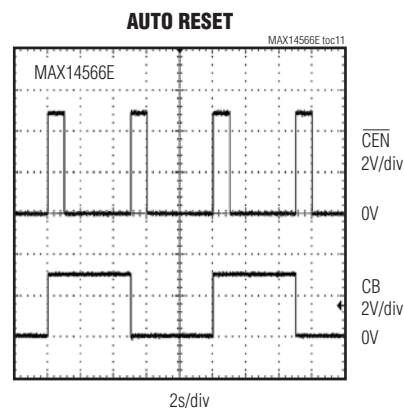 AUTO RESET
MAX14566E toc11
MAX14566E
CEN
2V/div
0V
CB
2V/div
0V
2s/div